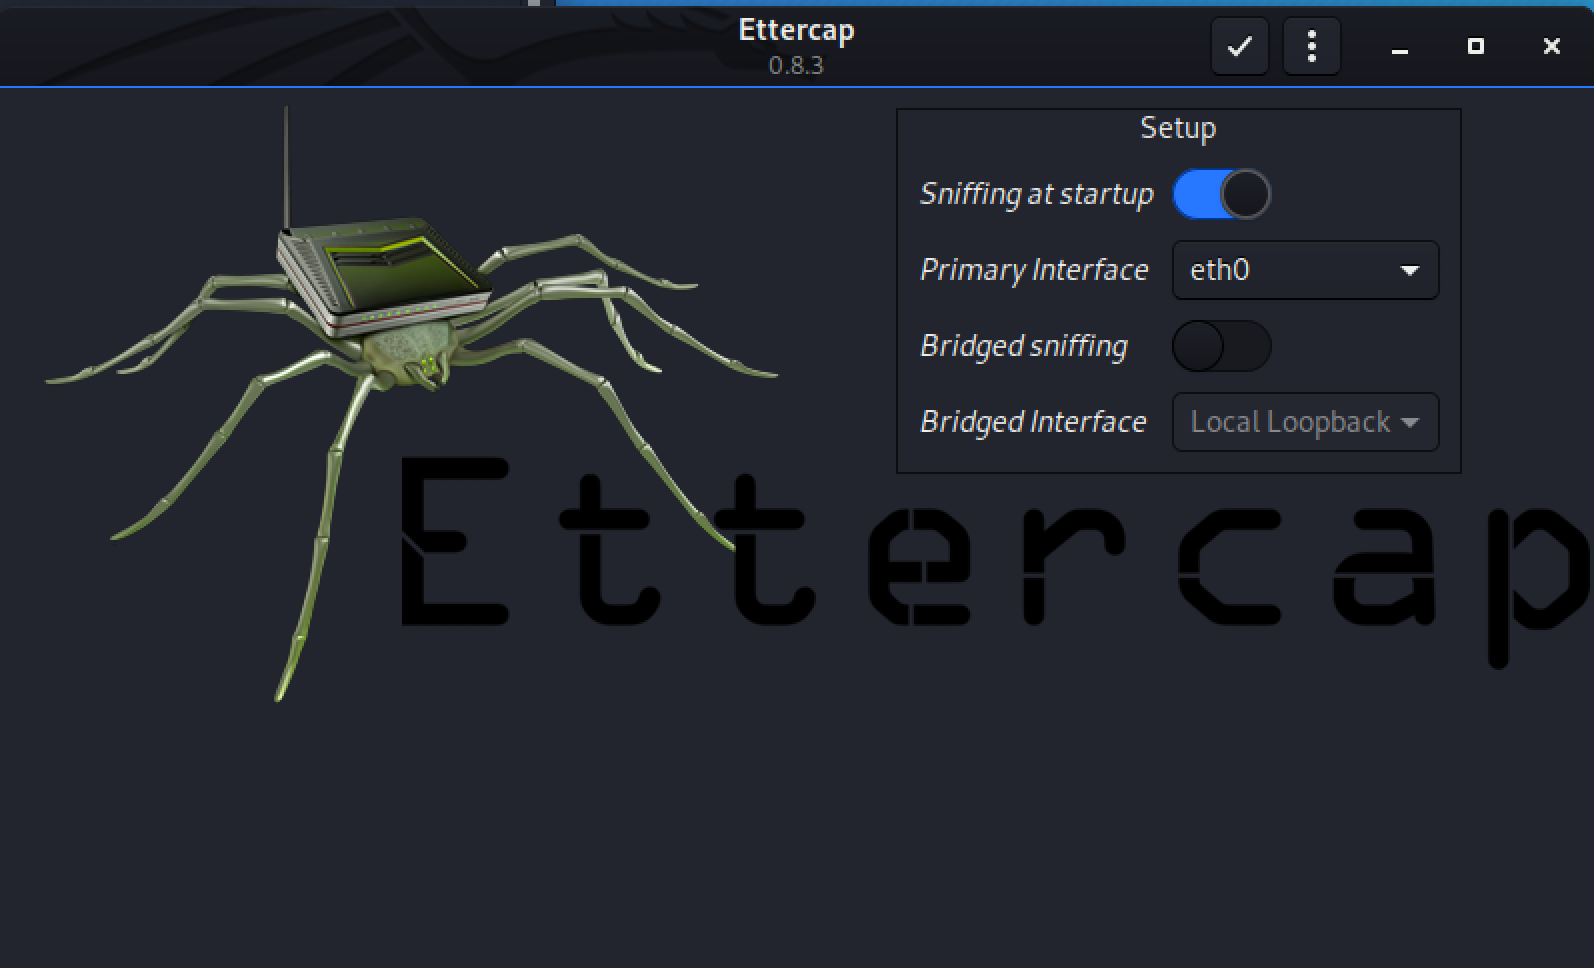 Ettercap
0.8.3
Setup
Sniffing at startup
Primary Interface eth0
Bridged sniffing
Bridged Interface Local Loopback
Ettercap